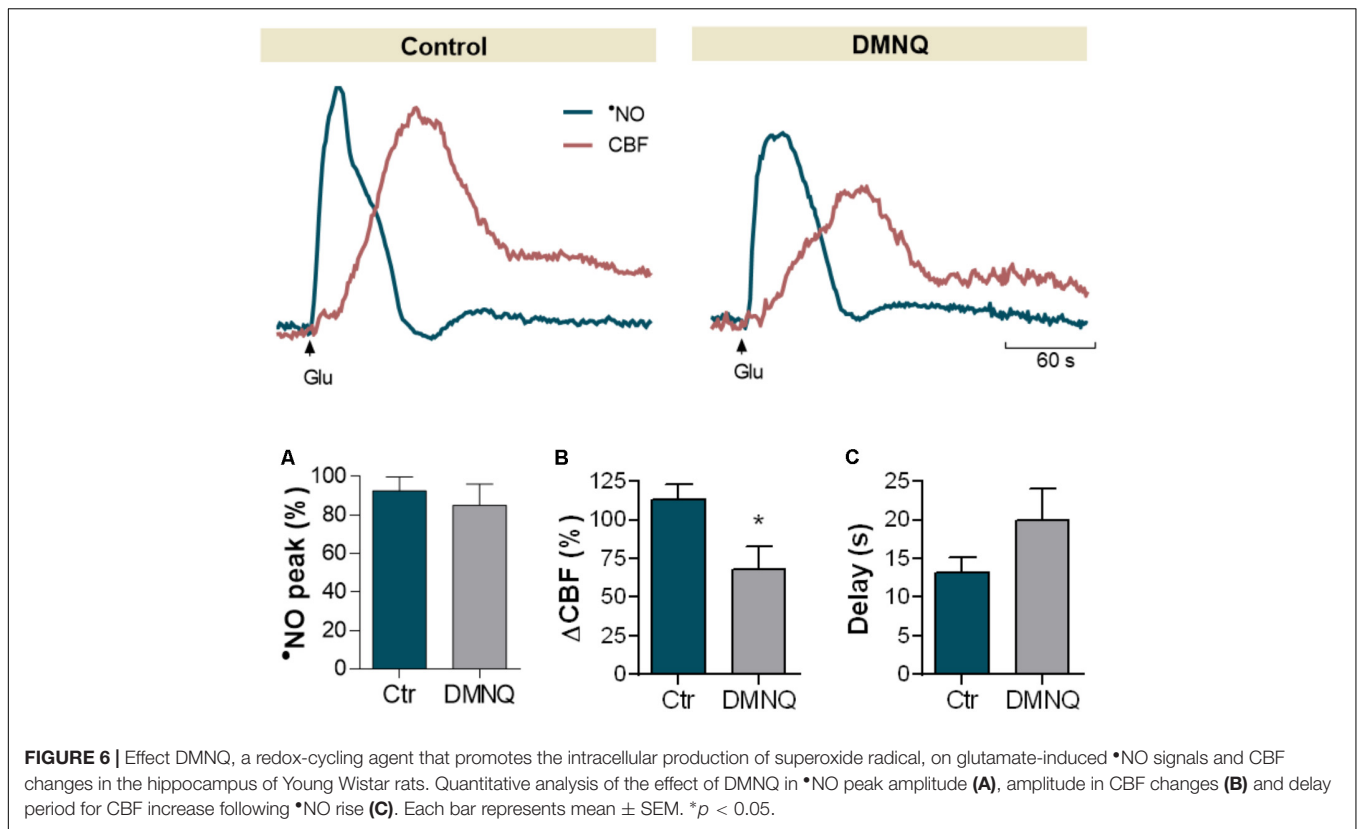 Control
DMNQ
•NO
CBF
Glu
Glu
60 s
A
•NO peak (%)
100
80
60
40
20
0
Ctr
DMNQ
B
ΔCBF (%)
125
100
75
50
25
0
*
Ctr
DMNQ
C
Delay (s)
25
20
15
10
5
0
Ctr
DMNQ
FIGURE 6 | Effect DMNQ, a redox-cycling agent that promotes the intracellular production of superoxide radical, on glutamate-induced •NO signals and CBF
changes in the hippocampus of Young Wistar rats. Quantitative analysis of the effect of DMNQ in •NO peak amplitude (A), amplitude in CBF changes (B) and delay
period for CBF increase following •NO rise (C). Each bar represents mean ± SEM. *p < 0.05.